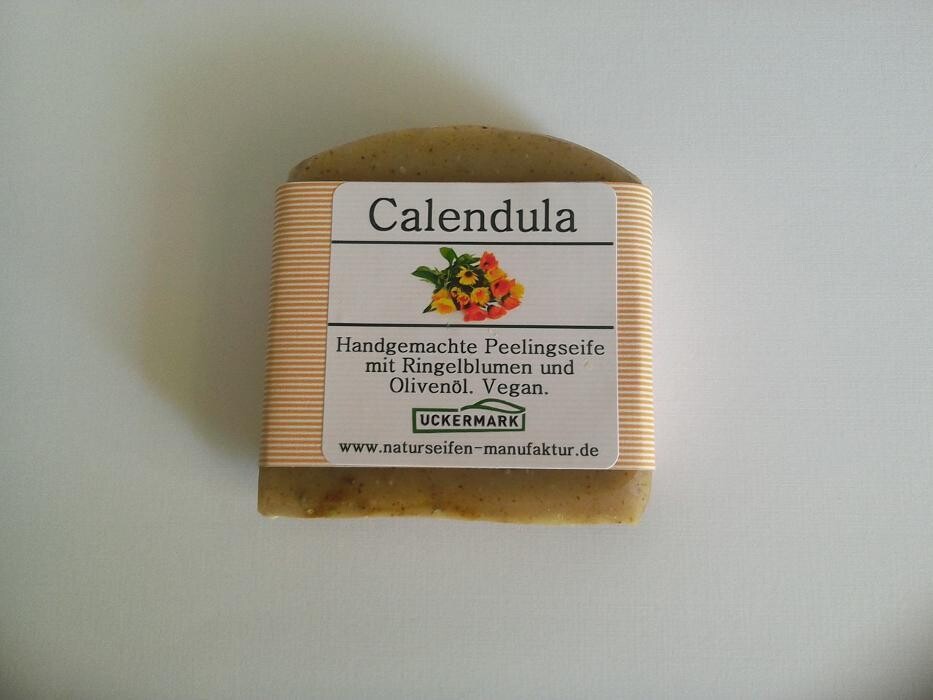 Calendula
Handgemachte Peelingseife
mit Ringelblumen und
Olivenöl. Vegan.
UCKERMARK
www.naturseifen-manufaktur.de